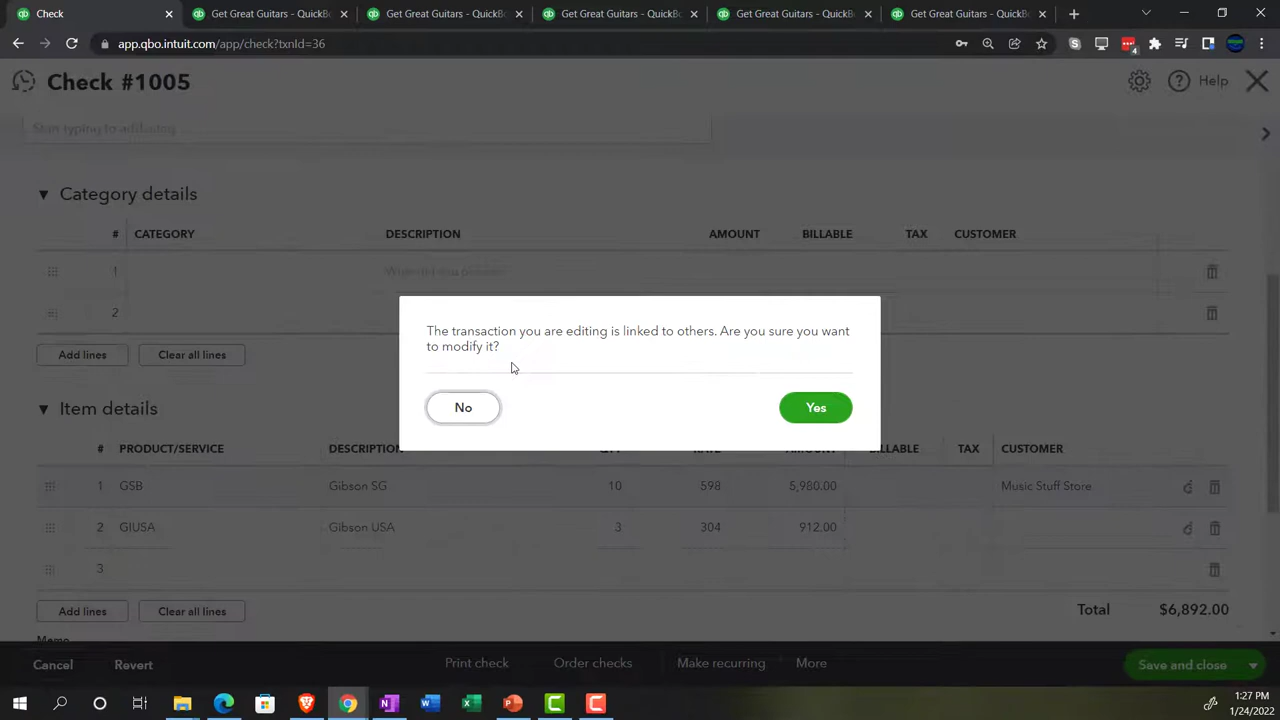 Check
Get Great Guitars - QuickBo
Get Great Guitars - QuickBo
Get Great Guitars - QuickBo
Get Great Guitars - QuickBo
Get Great Guitars - QuickBo
app.qbo.intuit.com/app/check?txnId=36
4
Check #1005
Help
Start typing to add a tag
Category details
# CATEGORY DESCRIPTION AMOUNT BILLABLE TAX CUSTOMER
1
2
The transaction you are editing is linked to others. Are you sure you want
to modify it?
No Yes
Add lines Clear all lines
Item details
# PRODUCT/SERVICE DESCRIPTION QTY RATE AMOUNT BILLABLE TAX CUSTOMER
1 GSB Gibson SG 10 598 5,980.00 Music Stuff Store
2 GIUSA Gibson USA 3 304 912.00
3
Add lines Clear all lines Total $6,892.00
Memo
Cancel Revert Print check Order checks Make recurring More Save and close
1:27 PM
1/24/2022